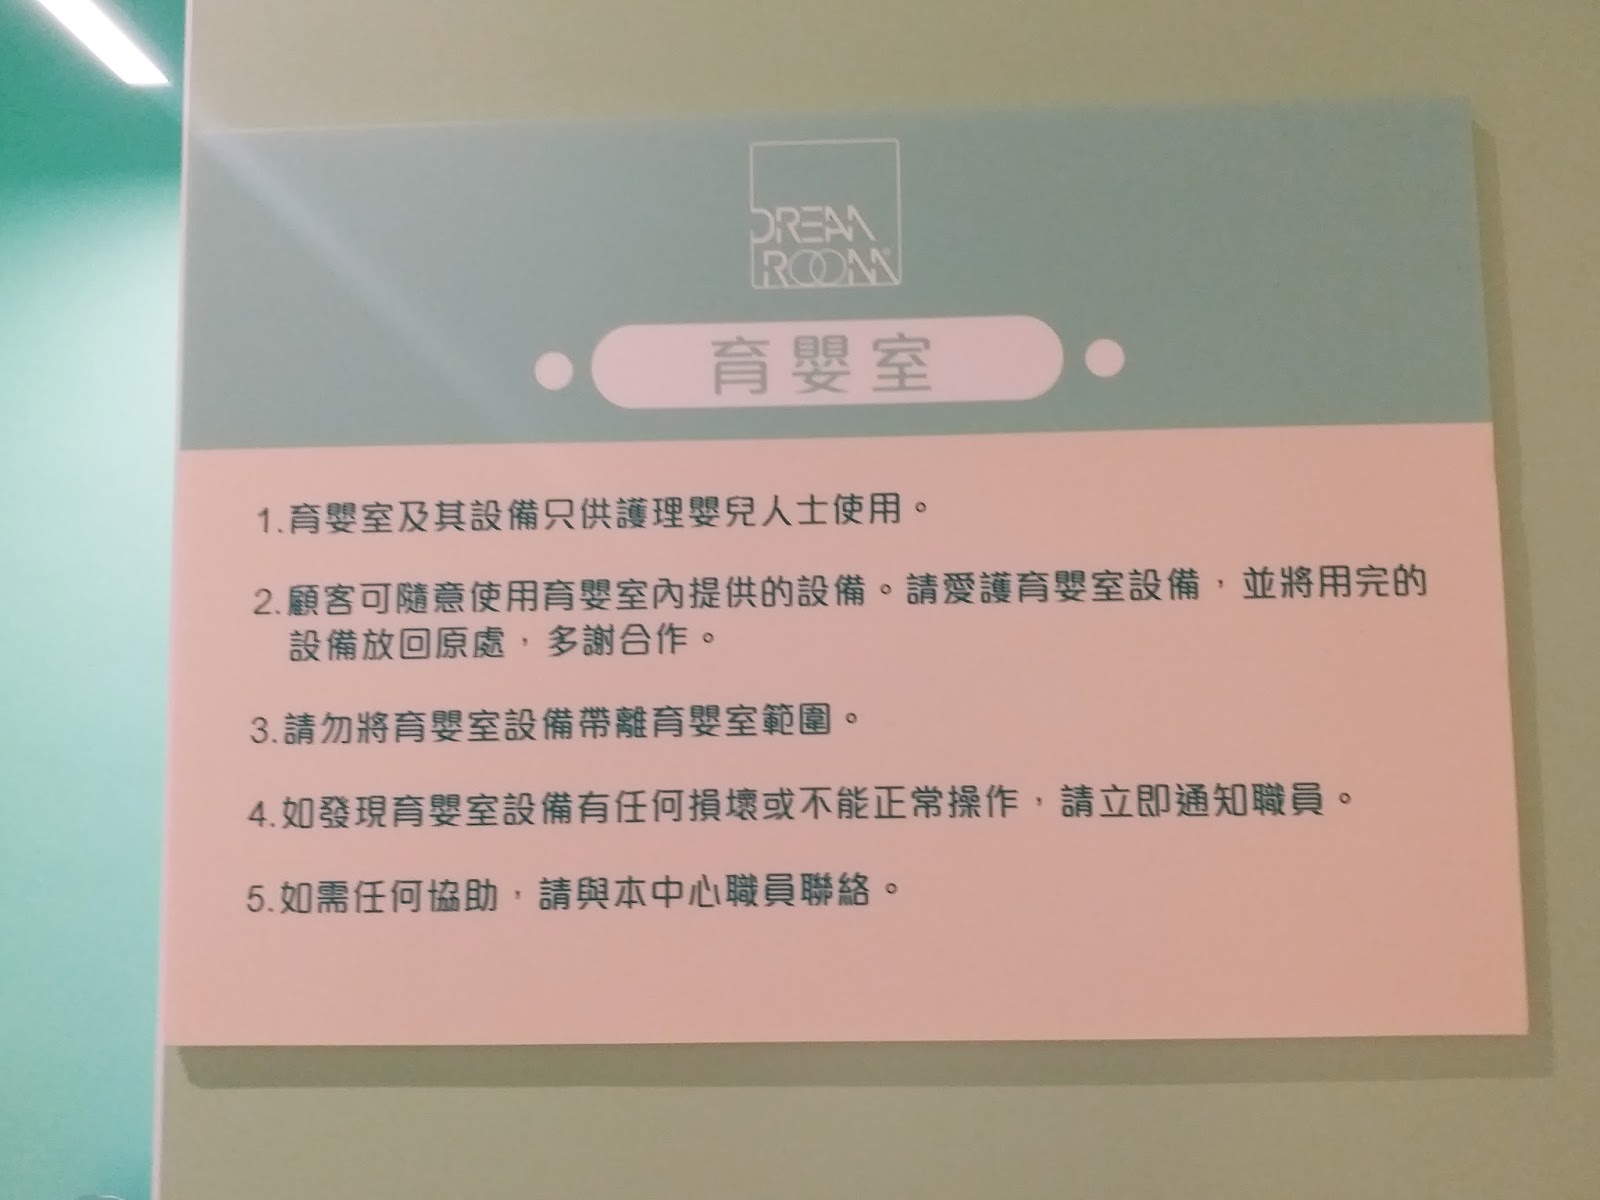 DREAM
ROOM
育嬰室
1.育嬰室及其設備只供護理嬰兒人士使用。
2.顧客可隨意使用育嬰室內提供的設備。請愛護育嬰室設備，並將用完的
設備放回原處，多謝合作。
3.請勿將育嬰室設備帶離育嬰室範圍。
4.如發現育嬰室設備有任何損壞或不能正常操作，請立即通知職員。
5.如需任何協助，請與本中心職員聯絡。